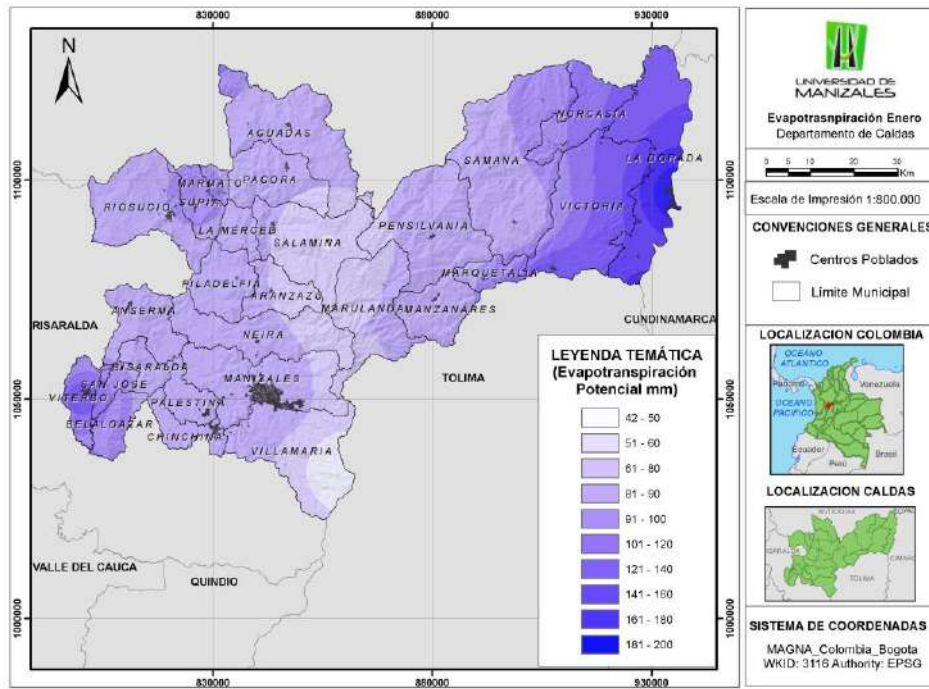 830000
880000
930000
N
AGUADAS
NORCASIA
SAMANA
LA DORADA
PACORA
MARMATO
SUPIA
RIOSUCIO
VICTORIA
LA MERCED
PENSILVANIA
SALAMINA
MARQUETALIA
FILADELFIA
ARANZAZU
MARULANDA
MANZANARES
ANSERMA
NEIRA
RISARALDA
CUNDINAMARCA
RISARALDA
MANIZALES
TOLIMA
SAN JOSE
VITERBO
PALESTINA
BELALCAZAR
CHINCHINA
VILLAMARIA
VALLE DEL CAUCA
QUINDIO
1100000
1050000
1000000
1100000
1050000
1000000
830000
880000
930000
LEYENDA TEMÁTICA
(Evapotranspiración
Potencial mm)
42 - 50
51 - 60
61 - 80
81 - 90
91 - 100
101 - 120
121 - 140
141 - 160
161 - 180
181 - 200
UNIVERSIDAD DE
MANIZALES
Evapotrasnpiración Enero
Departamento de Caldas
0 5 10 20 30
Km
Escala de Impresión 1:800.000
CONVENCIONES GENERALES
Centros Poblados
Limite Municipal
LOCALIZACION COLOMBIA
OCEANO
ATLANTICO
Panamá
Venezuela
OCEANO
PACIFICO
Ecuador
Perú
Brasil
LOCALIZACION CALDAS
ANTIOQUIA
TOLIMA
SISTEMA DE COORDENADAS
MAGNA_Colombia_Bogota
WKID: 3116 Authority: EPSG